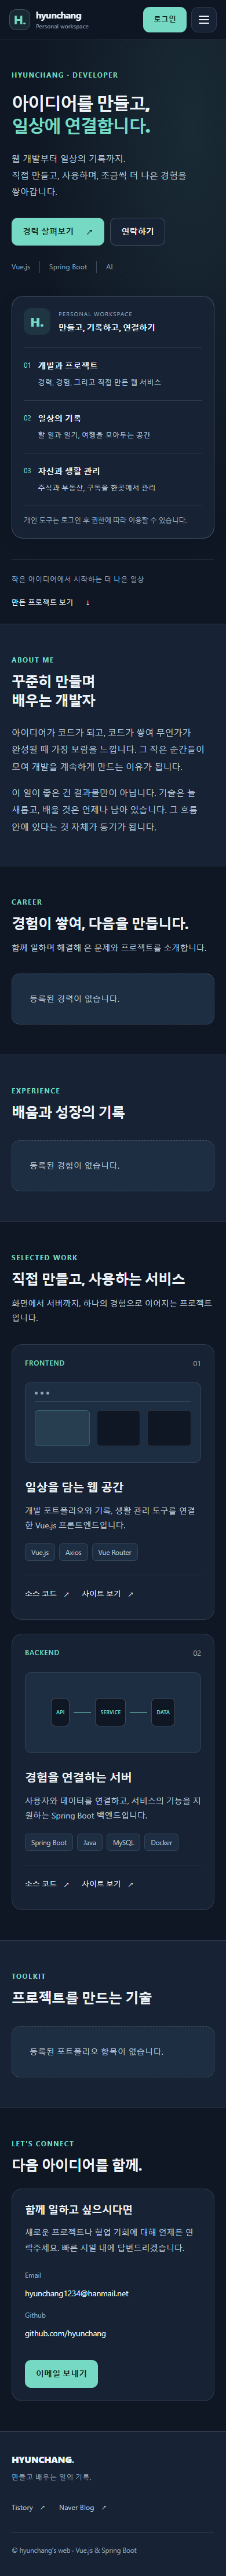 H. hyunchang
Personal workspace
로그인
HYUNCHANG · DEVELOPER
아이디어를 만들고,
일상에 연결합니다.
웹 개발부터 일상의 기록까지.
직접 만들고, 사용하며, 조금씩 더 나은 경험을
쌓아갑니다.
경력 살펴보기 ↗ 연락하기
Vue.js Spring Boot AI
H. PERSONAL WORKSPACE
만들고, 기록하고, 연결하기
01 개발과 프로젝트
경력, 경험, 그리고 직접 만든 웹 서비스
02 일상의 기록
할 일과 일기, 여행을 모아두는 공간
03 자산과 생활 관리
주식과 부동산, 구독을 한곳에서 관리
개인 도구는 로그인 후 권한에 따라 이용할 수 있습니다.
작은 아이디어에서 시작하는 더 나은 일상
만든 프로젝트 보기 ↓
ABOUT ME
꾸준히 만들며
배우는 개발자
아이디어가 코드가 되고, 코드가 쌓여 무언가가
완성될 때 가장 보람을 느낍니다. 그 작은 순간들이
모여 개발을 계속하게 만드는 이유가 됩니다.
이 일이 좋은 건 결과물만이 아닙니다. 기술은 늘
새롭고, 배울 것은 언제나 남아 있습니다. 그 흐름
안에 있다는 것 자체가 동기가 됩니다.
CAREER
경험이 쌓여, 다음을 만듭니다.
함께 일하며 해결해 온 문제와 프로젝트를 소개합니다.
등록된 경력이 없습니다.
EXPERIENCE
배움과 성장의 기록
등록된 경험이 없습니다.
SELECTED WORK
직접 만들고, 사용하는 서비스
화면에서 서버까지, 하나의 경험으로 이어지는 프로젝트
입니다.
FRONTEND 01
일상을 담는 웹 공간
개발 포트폴리오와 기록, 생활 관리 도구를 연결
한 Vue.js 프론트엔드입니다.
Vue.js Axios Vue Router
소스 코드 ↗ 사이트 보기 ↗
BACKEND 02
API SERVICE DATA
경험을 연결하는 서버
사용자와 데이터를 연결하고, 서비스의 기능을 지
원하는 Spring Boot 백엔드입니다.
Spring Boot Java MySQL Docker
소스 코드 ↗ 사이트 보기 ↗
TOOLKIT
프로젝트를 만드는 기술
등록된 포트폴리오 항목이 없습니다.
LET'S CONNECT
다음 아이디어를 함께.
함께 일하고 싶으시다면
새로운 프로젝트나 협업 기회에 대해 언제든 연
락주세요. 빠른 시일 내에 답변드리겠습니다.
Email
hyunchang1234@hanmail.net
Github
github.com/hyunchang
이메일 보내기
HYUNCHANG.
만들고 배우는 일의 기록.
Tistory ↗ Naver Blog ↗
© hyunchang's web · Vue.js & Spring Boot